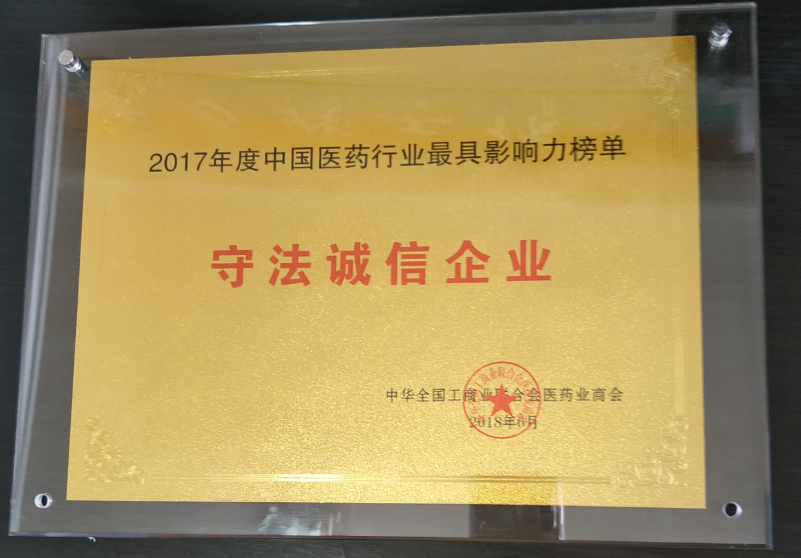 2017年度中国医药行业最具影响力榜单
守法诚信企业
中华全国工商业联合会医药业商会
2018年6月